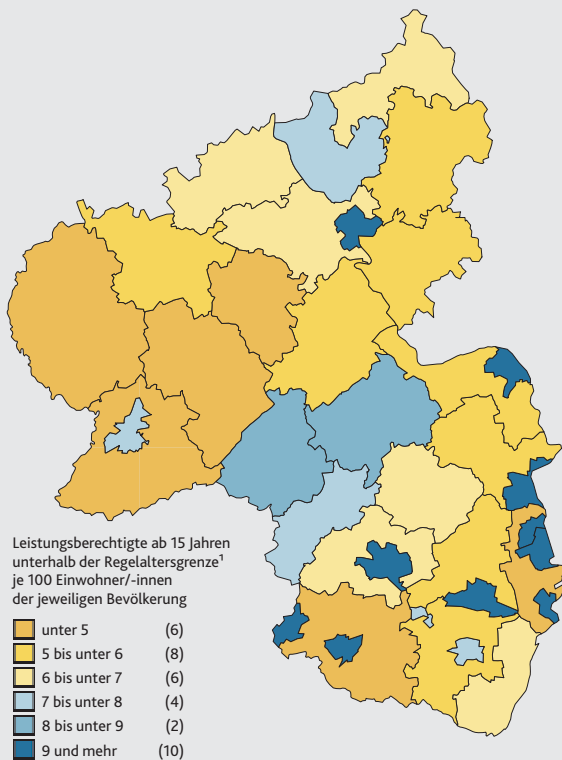 Leistungsberechtigte ab 15 Jahren
unterhalb der Regelaltersgrenze¹
je 100 Einwohner/-innen
der jeweiligen Bevölkerung
unter 5 (6)
5 bis unter 6 (8)
6 bis unter 7 (6)
7 bis unter 8 (4)
8 bis unter 9 (2)
9 und mehr (10)